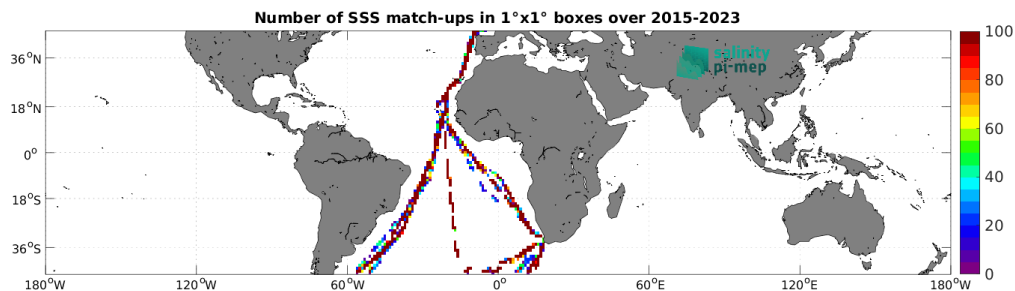 Number of SSS match-ups in 1°x1° boxes over 2015-2023
salinity
pi-mep
36°N
18°N
0°
18°S
36°S
180°W
120°W
60°W
0°
60°E
120°E
180°W
100
80
60
40
20
0